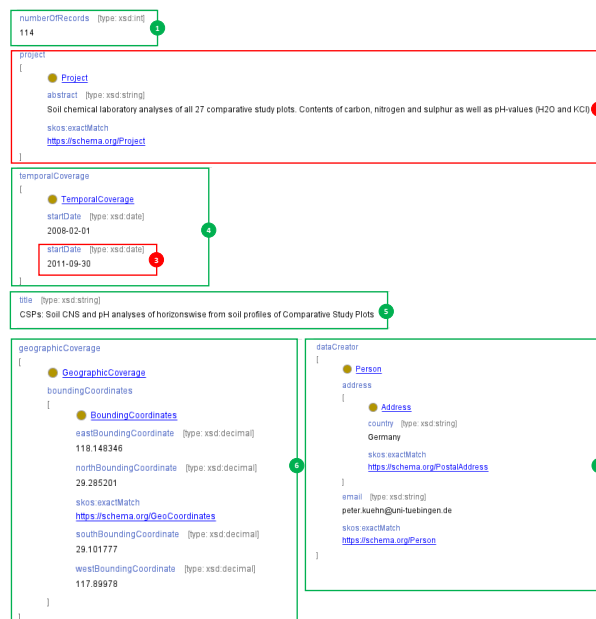 numberOfRecords [type: xsd:int]
114
1
project
[
Project
abstract [type: xsd:string]
Soil chemical laboratory analyses of all 27 comparative study plots. Contents of carbon, nitrogen and sulphur as well as pH-values (H2O and KCl)
skos:exactMatch
https://schema.org/Project
]
temporalCoverage
[
TemporalCoverage
startDate [type: xsd:date]
2008-02-01
4
startDate [type: xsd:date]
2011-09-30
3
]
title [type: xsd:string]
CSPs: Soil CNS and pH analyses of horizonswise from soil profiles of Comparative Study Plots
5
geographicCoverage
[
GeographicCoverage
boundingCoordinates
[
BoundingCoordinates
eastBoundingCoordinate [type: xsd:decimal]
118.148346
northBoundingCoordinate [type: xsd:decimal]
29.285201
6
skos:exactMatch
https://schema.org/GeoCoordinates
southBoundingCoordinate [type: xsd:decimal]
29.101777
westBoundingCoordinate [type: xsd:decimal]
117.89978
]
]
dataCreator
[
Person
address
[
Address
country [type: xsd:string]
Germany
skos:exactMatch
https://schema.org/PostalAddress
]
email [type: xsd:string]
peter.kuehn@uni-tuebingen.de
skos:exactMatch
https://schema.org/Person
]